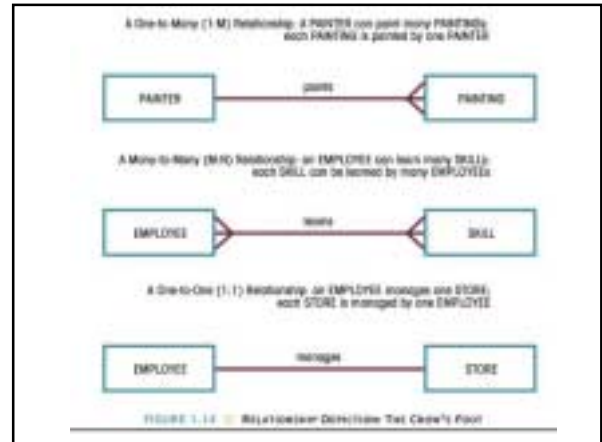 A One-to-Many (1:M) Relationship: a PAINTER can paint many PAINTINGs;
each PAINTING is painted by one PAINTER
PAINTER
paints
PAINTING
A Many-to-Many (M:N) Relationship: an EMPLOYEE can learn many SKILLs;
each SKILL can be learned by many EMPLOYEEs
EMPLOYEE
learns
SKILL
A One-to-One (1:1) Relationship: an EMPLOYEE manages one STORE;
each STORE is managed by one EMPLOYEE
EMPLOYEE
manages
STORE
FIGURE RELATIONSHIP DEPICTION: THE CROW'S FOOT